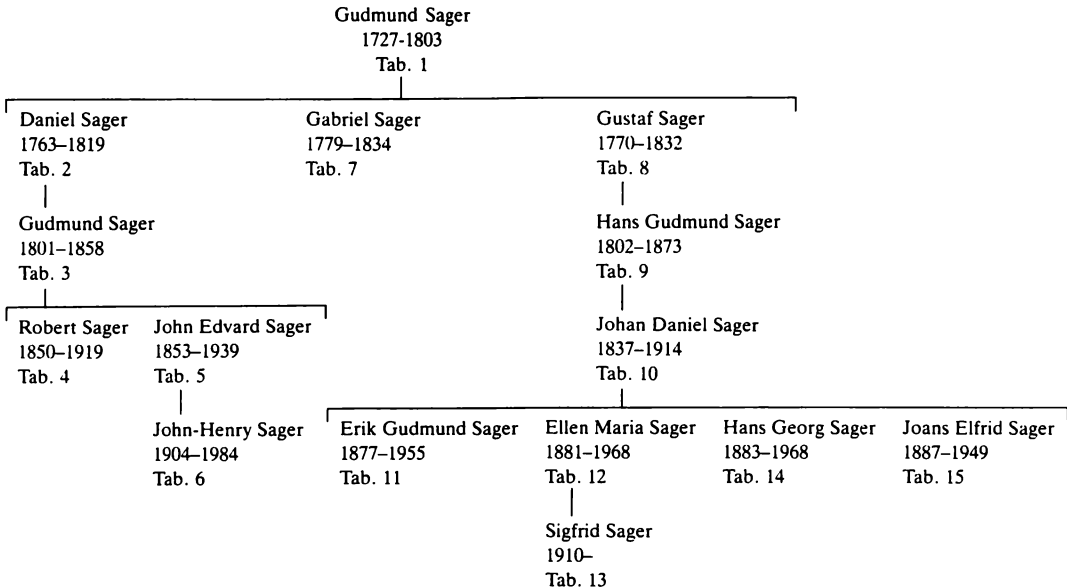 Gudmund Sager
1727-1803
Tab. 1
Daniel Sager
1763–1819
Tab. 2
Gabriel Sager
1779–1834
Tab. 7
Gustaf Sager
1770–1832
Tab. 8
Gudmund Sager
1801–1858
Tab. 3
Hans Gudmund Sager
1802–1873
Tab. 9
Robert Sager
1850–1919
Tab. 4
John Edvard Sager
1853–1939
Tab. 5
Johan Daniel Sager
1837–1914
Tab. 10
John-Henry Sager
1904–1984
Tab. 6
Erik Gudmund Sager
1877–1955
Tab. 11
Ellen Maria Sager
1881–1968
Tab. 12
Hans Georg Sager
1883–1968
Tab. 14
Joans Elfrid Sager
1887–1949
Tab. 15
Sigfrid Sager
1910–
Tab. 13